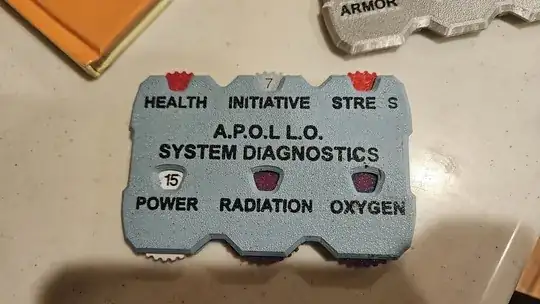 ARMOR
7
HEALTH INITIATIVE STRE S
A.P.O.L L.O.
SYSTEM DIAGNOSTICS
15
POWER RADIATION OXYGEN